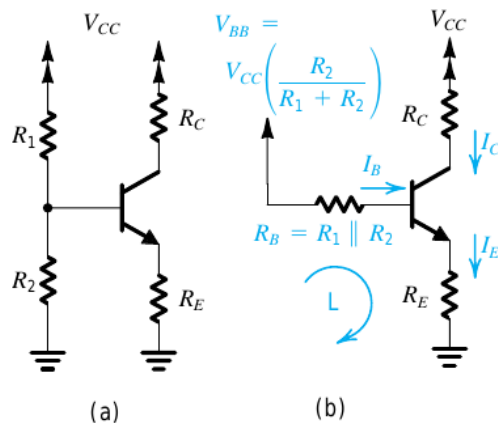 V_CC
R_1
R_C
R_2
R_E
(a)
V_BB =
V_CC(R_2 / (R_1 + R_2))
V_CC
R_C
I_C
I_B
R_B = R_1 ∥ R_2
I_E
R_E
L
(b)